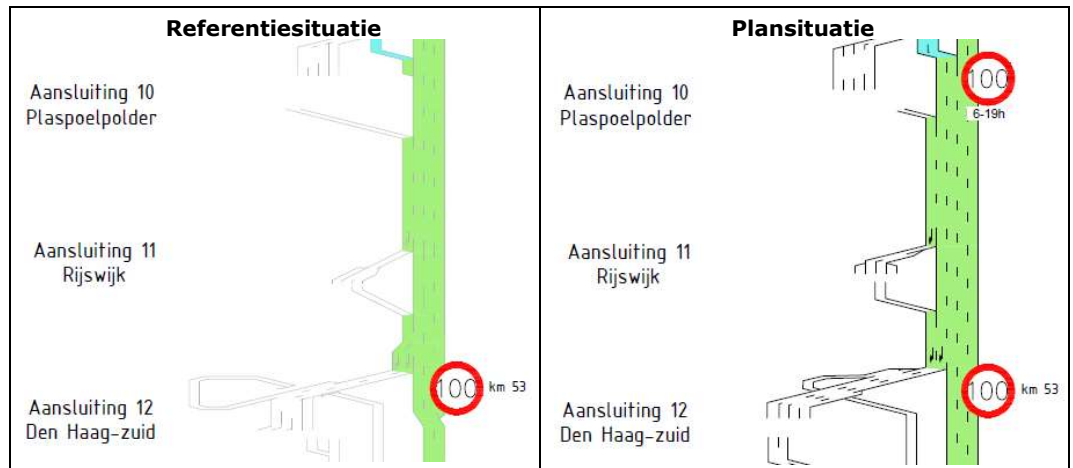 Referentiesituatie
Aansluiting 10
Plaspoelpolder
Aansluiting 11
Rijswijk
100 km 53
Aansluiting 12
Den Haag-zuid
Plansituatie
100
Aansluiting 10
Plaspoelpolder
6-19h
Aansluiting 11
Rijswijk
100 km 53
Aansluiting 12
Den Haag-zuid